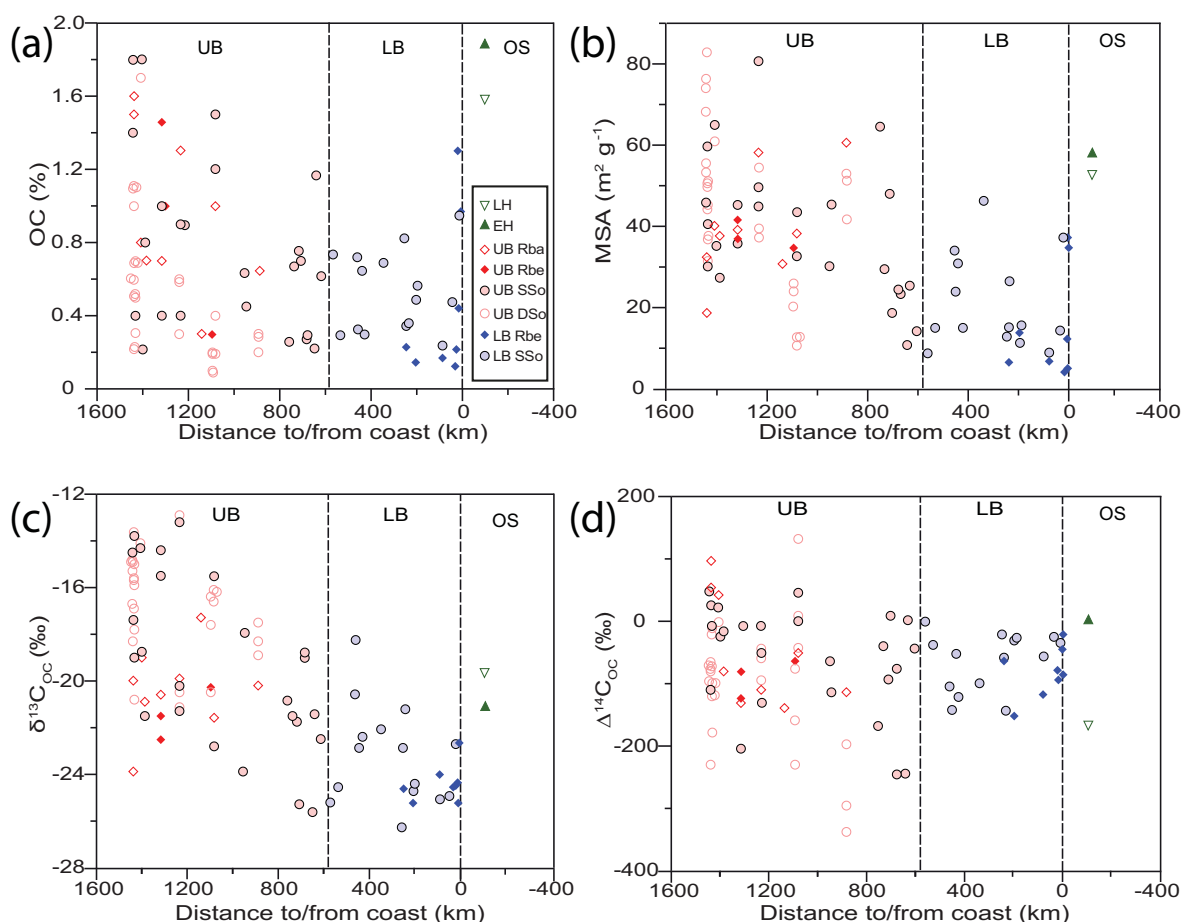 (a)
UB
LB
OS
OC (%)
2.0
1.6
1.2
0.8
0.4
0
1600
1200
800
400
0
-400
Distance to/from coast (km)
LH
EH
UB Rba
UB Rbe
UB SSo
UB DSo
LB Rbe
LB SSo
(b)
UB
LB
OS
MSA (m² g⁻¹)
80
60
40
20
0
1600
1200
800
400
0
-400
Distance to/from coast (km)
(c)
UB
LB
OS
δ¹³C_OC (‰)
-12
-16
-20
-24
-28
1600
1200
800
400
0
-400
Distance to/from coast (km)
(d)
UB
LB
OS
Δ¹⁴C_OC (‰)
200
0
-200
-400
1600
1200
800
400
0
-400
Distance to/from coast (km)